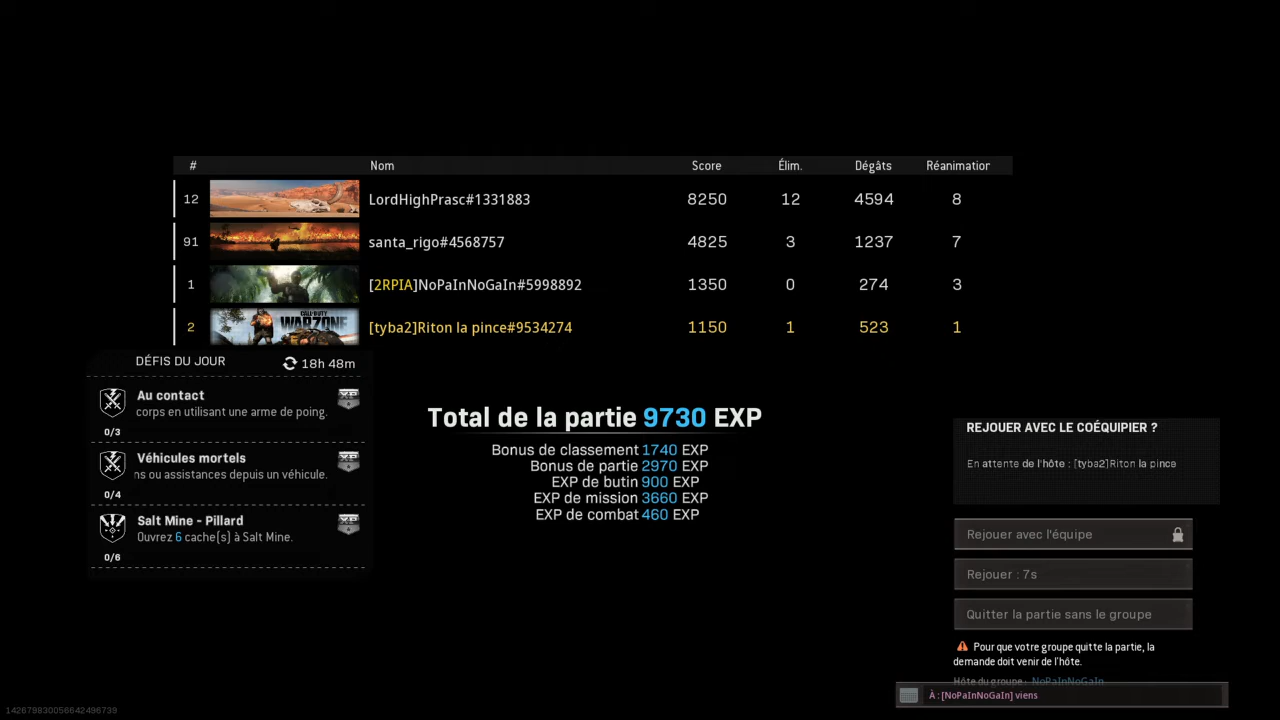 # Nom Score Élim. Dégâts Réanimatior
12 LordHighPrasc#1331883 8250 12 4594 8
91 santa_rigo#4568757 4825 3 1237 7
1 [2RPIA]NoPaInNoGaIn#5998892 1350 0 274 3
CALL·DUTY
WARZONE
2 [tyba2]Riton la pince#9534274 1150 1 523 1
DÉFIS DU JOUR 18h 48m
Au contact
corps en utilisant une arme de poing.
XP
0/3
Véhicules mortels
ns ou assistances depuis un véhicule.
XP
0/4
Salt Mine - Pillard
Ouvrez 6 cache(s) à Salt Mine.
XP
0/6
Total de la partie 9730 EXP
Bonus de classement 1740 EXP
Bonus de partie 2970 EXP
EXP de butin 900 EXP
EXP de mission 3660 EXP
EXP de combat 460 EXP
REJOUER AVEC LE COÉQUIPIER ?
En attente de l'hôte : [tyba2]Riton la pince
Rejouer avec l'équipe
Rejouer : 7s
Quitter la partie sans le groupe
Pour que votre groupe quitte la partie, la
demande doit venir de l'hôte.
Hôte du groupe : NoPaInNoGaIn
À : [NoPaInNoGaIn] viens